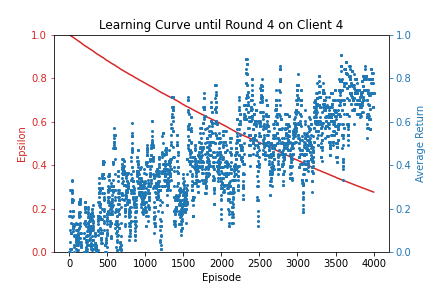 Learning Curve until Round 4 on Client 4
1.0 1.0
0.8 0.8
0.6 0.6
0.4 0.4
0.2 0.2
0.0 0.0
Epsilon
Average Return
0 500 1000 1500 2000 2500 3000 3500 4000
Episode